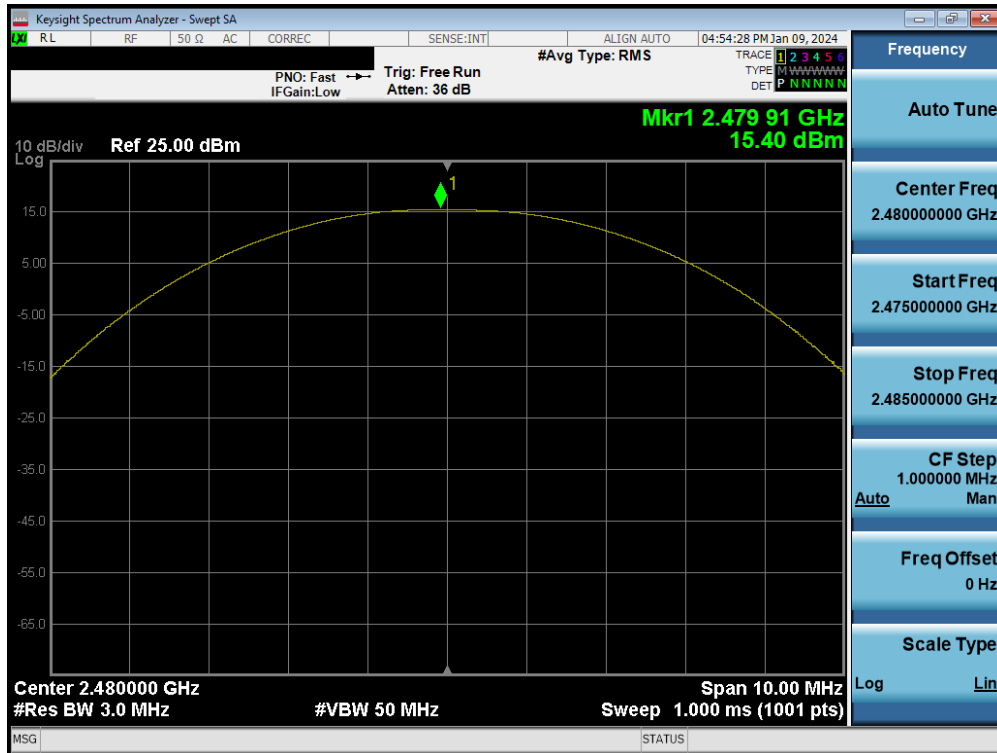 Keysight Spectrum Analyzer - Swept SA
LXI RL RF 50 Ω AC CORREC SENSE:INT ALIGN AUTO 04:54:28 PM Jan 09, 2024
#Avg Type: RMS
TRACE 1 2 3 4 5 6
PNO: Fast Trig: Free Run
TYPE M WWWWW
IFGain:Low Atten: 36 dB
DET P N N N N N
Mkr1 2.479 91 GHz
15.40 dBm
10 dB/div Ref 25.00 dBm
Log
1
15.0
5.00
-5.00
-15.0
-25.0
-35.0
-45.0
-55.0
-65.0
Center 2.480000 GHz Span 10.00 MHz
#Res BW 3.0 MHz #VBW 50 MHz Sweep 1.000 ms (1001 pts)
MSG STATUS
Frequency
Auto Tune
Center Freq
2.480000000 GHz
Start Freq
2.475000000 GHz
Stop Freq
2.485000000 GHz
CF Step
1.000000 MHz
Auto Man
Freq Offset
0 Hz
Scale Type
Log Lin